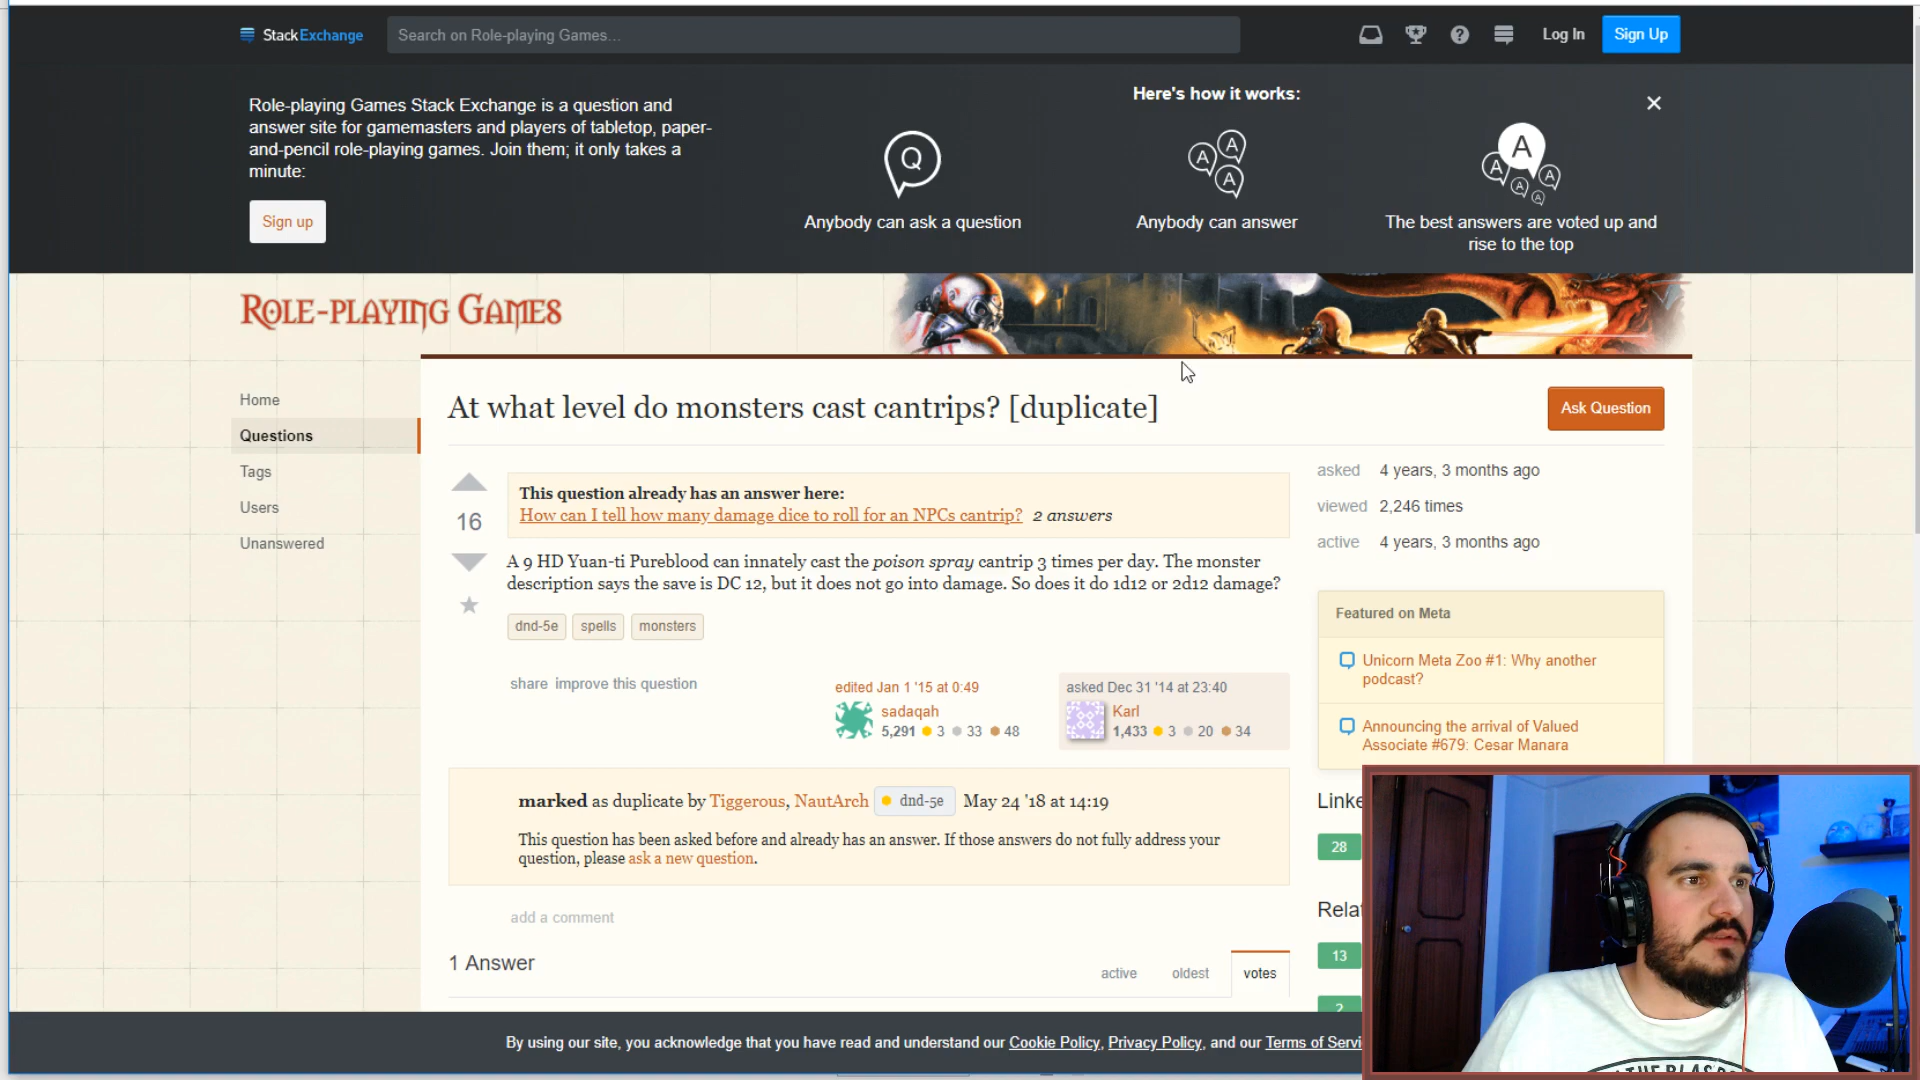 StackExchange
Search on Role-playing Games...
?
Log In
Sign Up
Role-playing Games Stack Exchange is a question and
answer site for gamemasters and players of tabletop, paper-
and-pencil role-playing games. Join them; it only takes a
minute:
Sign up
Here's how it works:
Q
Anybody can ask a question
A
A
A
Anybody can answer
A
A
A
A
A
The best answers are voted up and
rise to the top
ROLE-PLAYING GAMES
Home
Questions
Tags
Users
Unanswered
At what level do monsters cast cantrips? [duplicate]
Ask Question
16
This question already has an answer here:
How can I tell how many damage dice to roll for an NPCs cantrip? 2 answers
A 9 HD Yuan-ti Pureblood can innately cast the poison spray cantrip 3 times per day. The monster
description says the save is DC 12, but it does not go into damage. So does it do 1d12 or 2d12 damage?
dnd-5e spells monsters
share improve this question
edited Jan 1 '15 at 0:49
sadaqah
5,291 3 33 48
asked Dec 31 '14 at 23:40
Karl
1,433 3 20 34
marked as duplicate by Tiggerous, NautArch dnd-5e May 24 '18 at 14:19
This question has been asked before and already has an answer. If those answers do not fully address your
question, please ask a new question.
add a comment
1 Answer
active oldest votes
asked 4 years, 3 months ago
viewed 2,246 times
active 4 years, 3 months ago
Featured on Meta
Unicorn Meta Zoo #1: Why another
podcast?
Announcing the arrival of Valued
Associate #679: Cesar Manara
Linke
28
Relat
13
2
By using our site, you acknowledge that you have read and understand our Cookie Policy, Privacy Policy, and our Terms of Servi